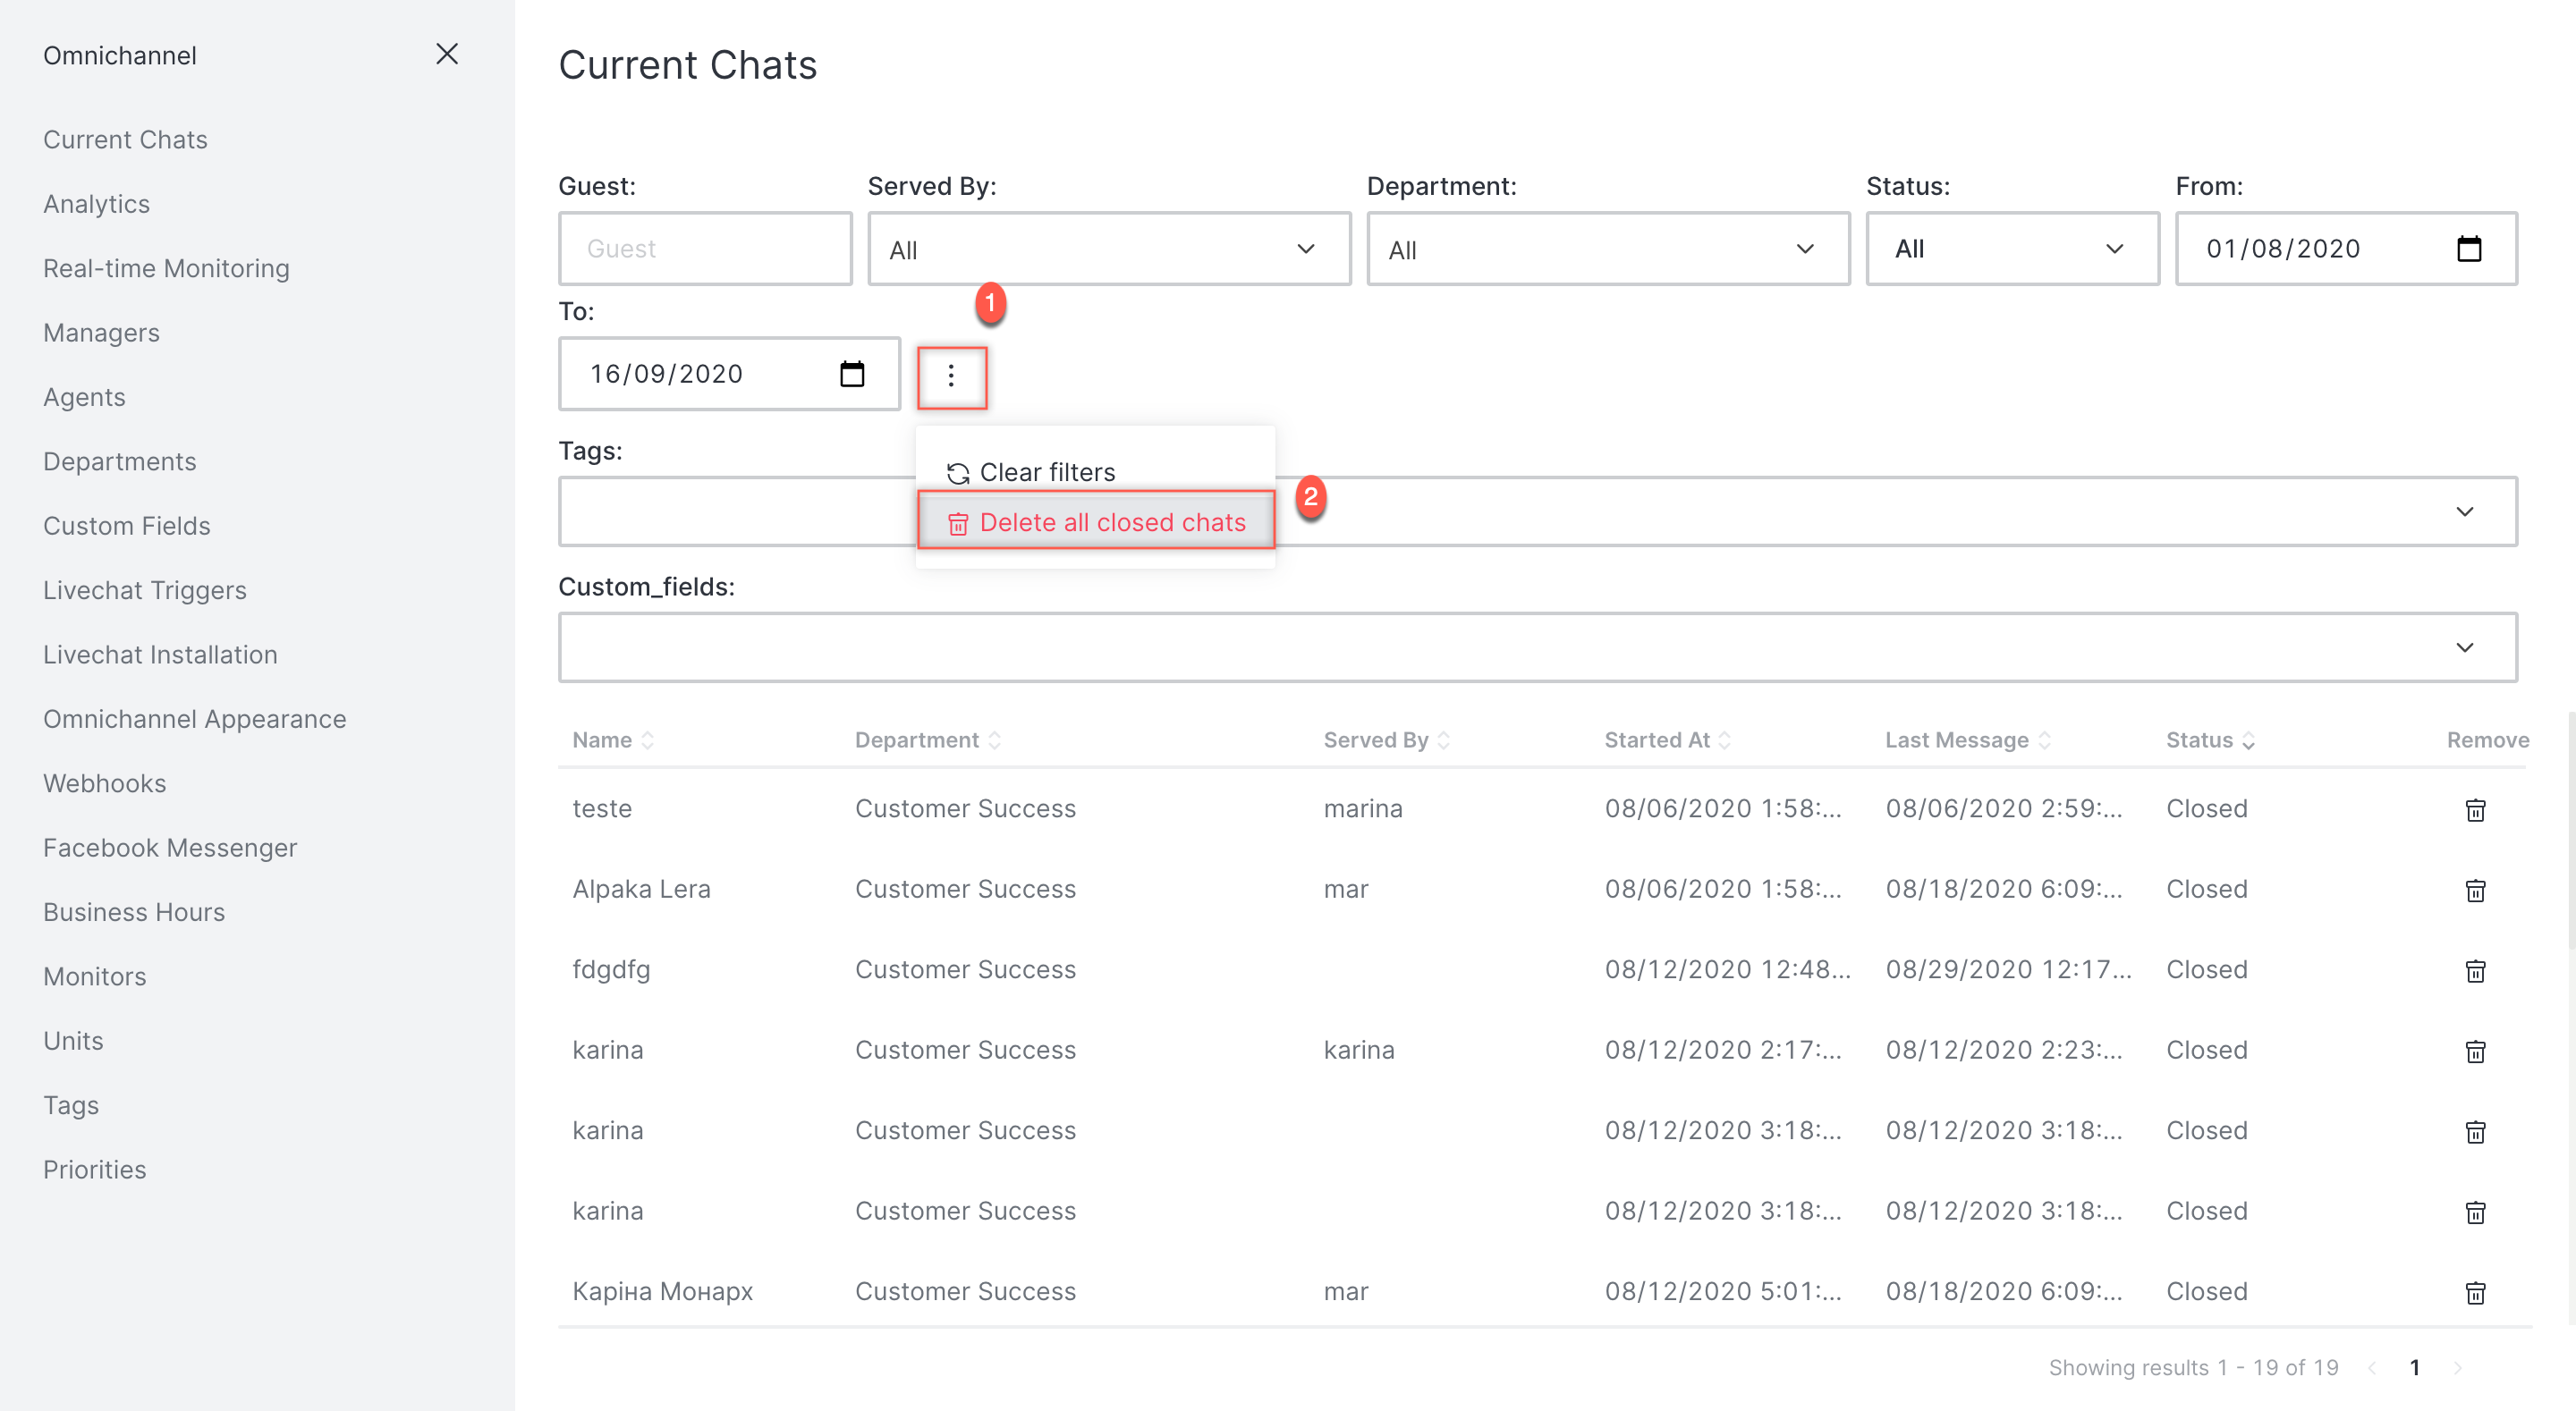 Omnichannel
Current Chats
Analytics
Real-time Monitoring
Managers
Agents
Departments
Custom Fields
Livechat Triggers
Livechat Installation
Omnichannel Appearance
Webhooks
Facebook Messenger
Business Hours
Monitors
Units
Tags
Priorities
Current Chats
Guest: Served By: Department: Status: From:
Guest All All All 01/08/2020
1
To:
16/09/2020
Tags:
Clear filters
Delete all closed chats
2
Custom_fields:
Name Department Served By Started At Last Message Status Remove
teste Customer Success marina 08/06/2020 1:58:... 08/06/2020 2:59:... Closed
Alpaka Lera Customer Success mar 08/06/2020 1:58:... 08/18/2020 6:09:... Closed
fdgdfg Customer Success 08/12/2020 12:48... 08/29/2020 12:17... Closed
karina Customer Success karina 08/12/2020 2:17:... 08/12/2020 2:23:... Closed
karina Customer Success 08/12/2020 3:18:... 08/12/2020 3:18:... Closed
karina Customer Success 08/12/2020 3:18:... 08/12/2020 3:18:... Closed
Каріна Монарх Customer Success mar 08/12/2020 5:01:... 08/18/2020 6:09:... Closed
Showing results 1 - 19 of 19 1